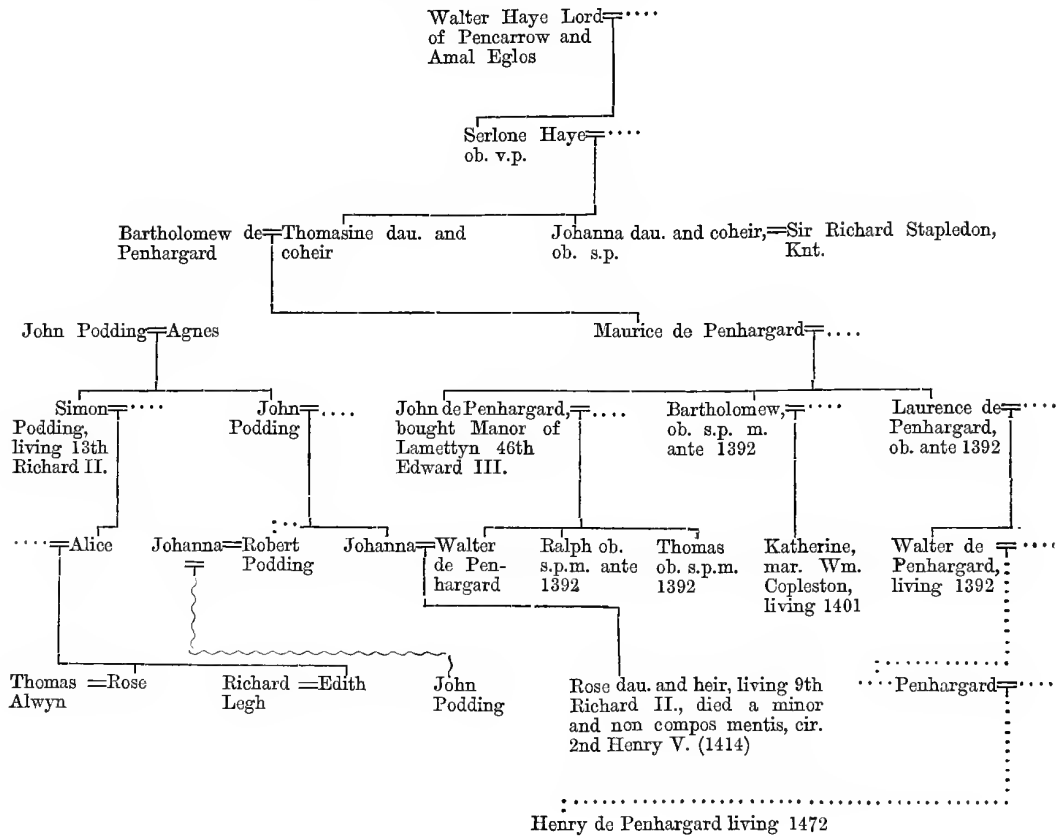 Walter Haye Lord = ....
of Pencarrow and
Amal Eglos
Serlone Haye = ....
ob. v.p.
Bartholomew de = Thomasine dau. and
Penhargard coheir
Johanna dau. and coheir, = Sir Richard Stapledon,
ob. s.p. Knt.
John Podding = Agnes
Maurice de Penhargard = ....
Simon = ....
Podding,
living 13th
Richard II.
John = ....
Podding
John de Penhargard, = ....
bought Manor of
Lamettyn 46th
Edward III.
Bartholomew, = ....
ob. s.p. m.
ante 1392
Laurence de = ....
Penhargard,
ob. ante 1392
.... = Alice
Johanna = Robert
Podding
Johanna = Walter
de Pen-
hargard
Ralph ob.
s.p.m. ante
1392
Thomas
ob. s.p.m.
1392
Katherine,
mar. Wm.
Copleston,
living 1401
Walter de = ....
Penhargard,
living 1392
Thomas = Rose
Alwyn
Richard = Edith
Legh
John
Podding
Rose dau. and heir, living 9th
Richard II., died a minor
and non compos mentis, cir.
2nd Henry V. (1414)
.... Penhargard = ....
Henry de Penhargard living 1472